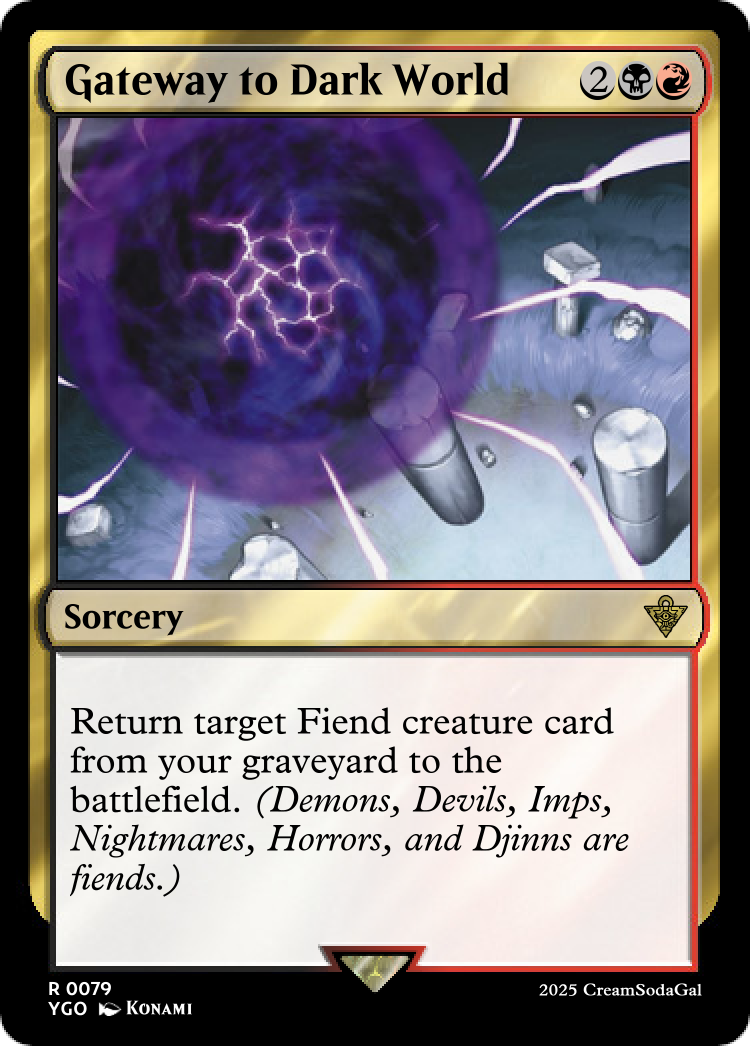 Gateway to Dark World 2
Sorcery
Return target Fiend creature card
from your graveyard to the
battlefield. (Demons, Devils, Imps,
Nightmares, Horrors, and Djinns are
fiends.)
R 0079
YGO KONAMI
2025 CreamSodaGal